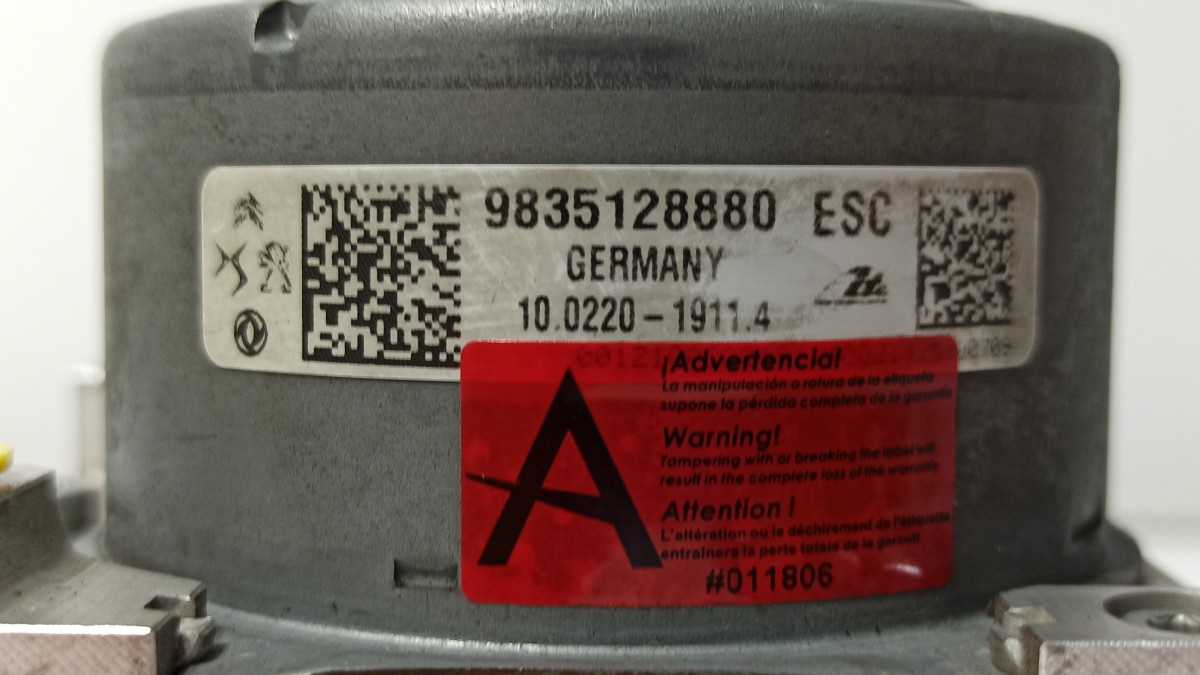 9835128880 ESC
GERMANY
10.0220-1911.4
¡Advertencia!
La manipulación o rotura de la etiqueta
supone la pérdida completa de la garantía
Warning!
Tampering with or breaking the label will
result in the complete loss of the warranty
Attention !
L'altération ou le déchirement de l'étiquette
entraînera la perte totale de la garanti
#011806